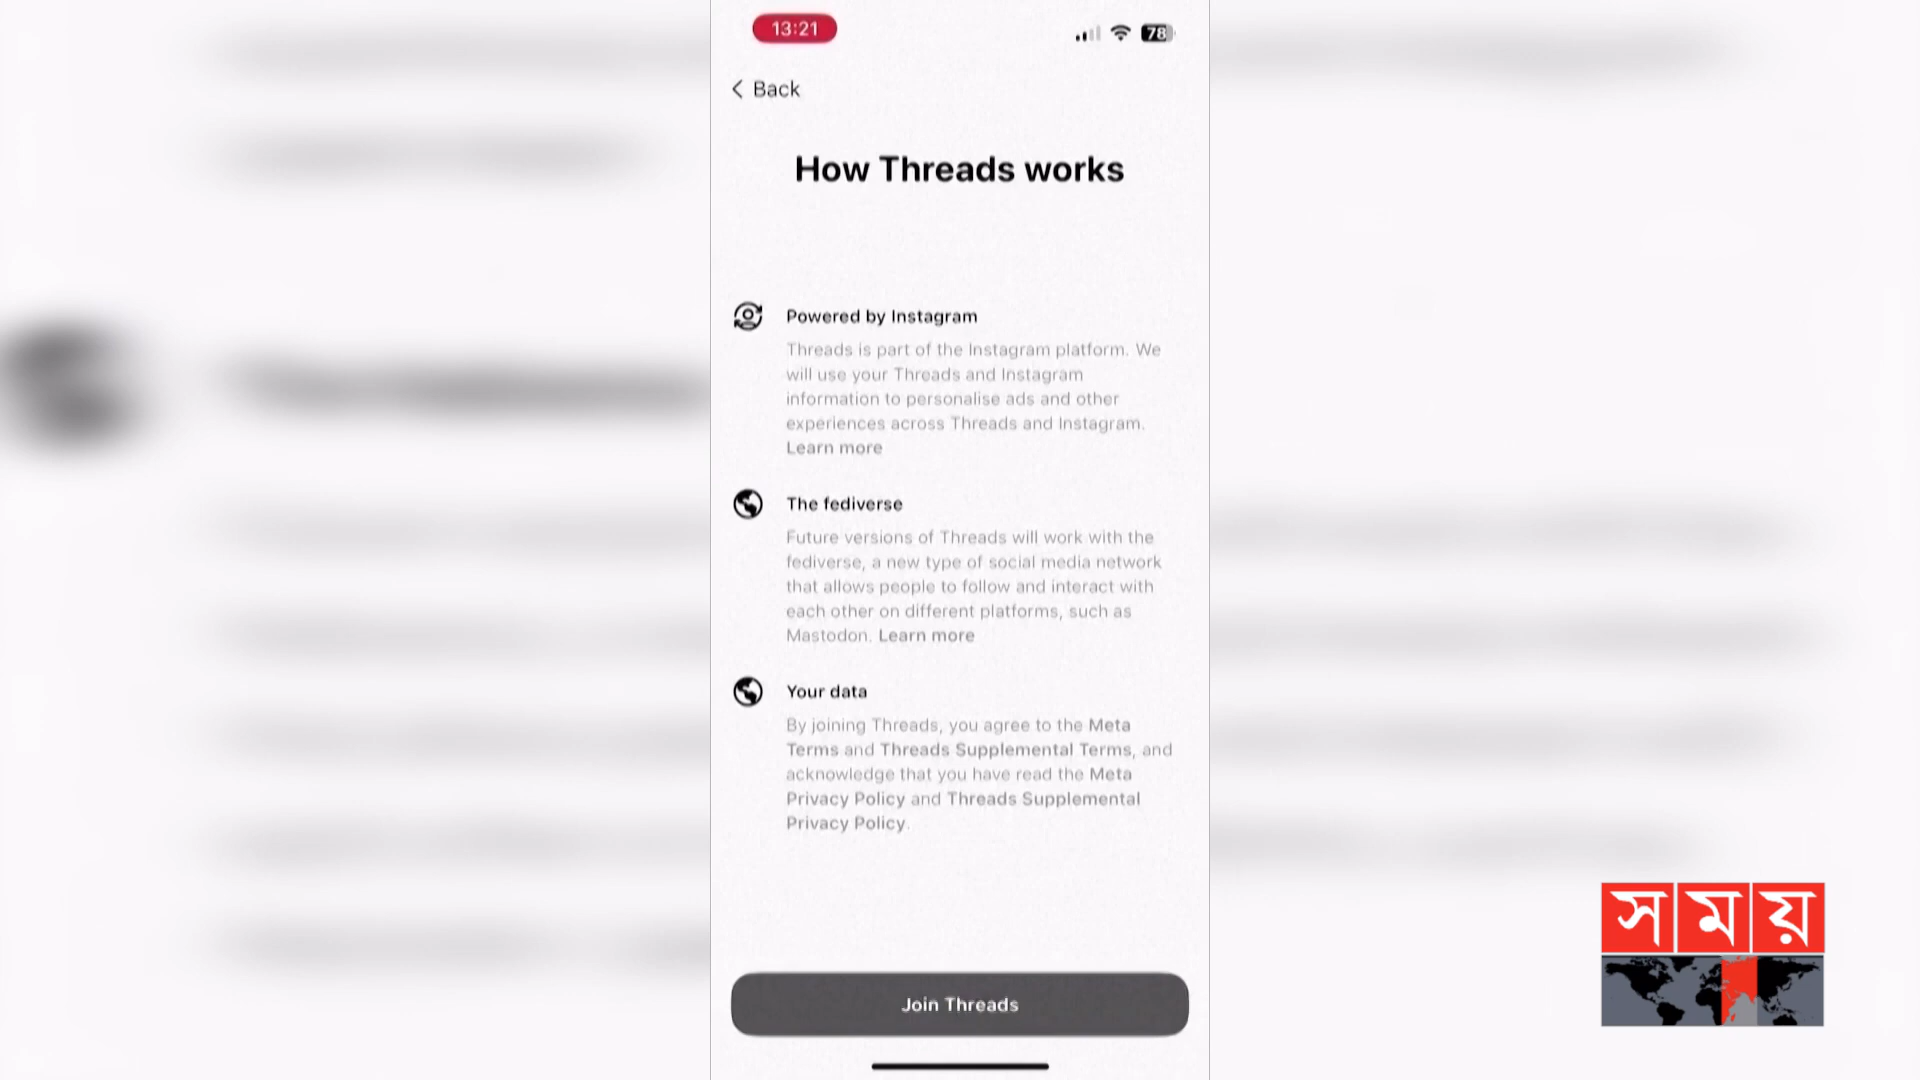 13:21
78
Back
How Threads works
Powered by Instagram
Threads is part of the Instagram platform. We
will use your Threads and Instagram
information to personalise ads and other
experiences across Threads and Instagram.
Learn more
The fediverse
Future versions of Threads will work with the
fediverse, a new type of social media network
that allows people to follow and interact with
each other on different platforms, such as
Mastodon. Learn more
Your data
By joining Threads, you agree to the Meta
Terms and Threads Supplemental Terms, and
acknowledge that you have read the Meta
Privacy Policy and Threads Supplemental
Privacy Policy.
সময়
Join Threads